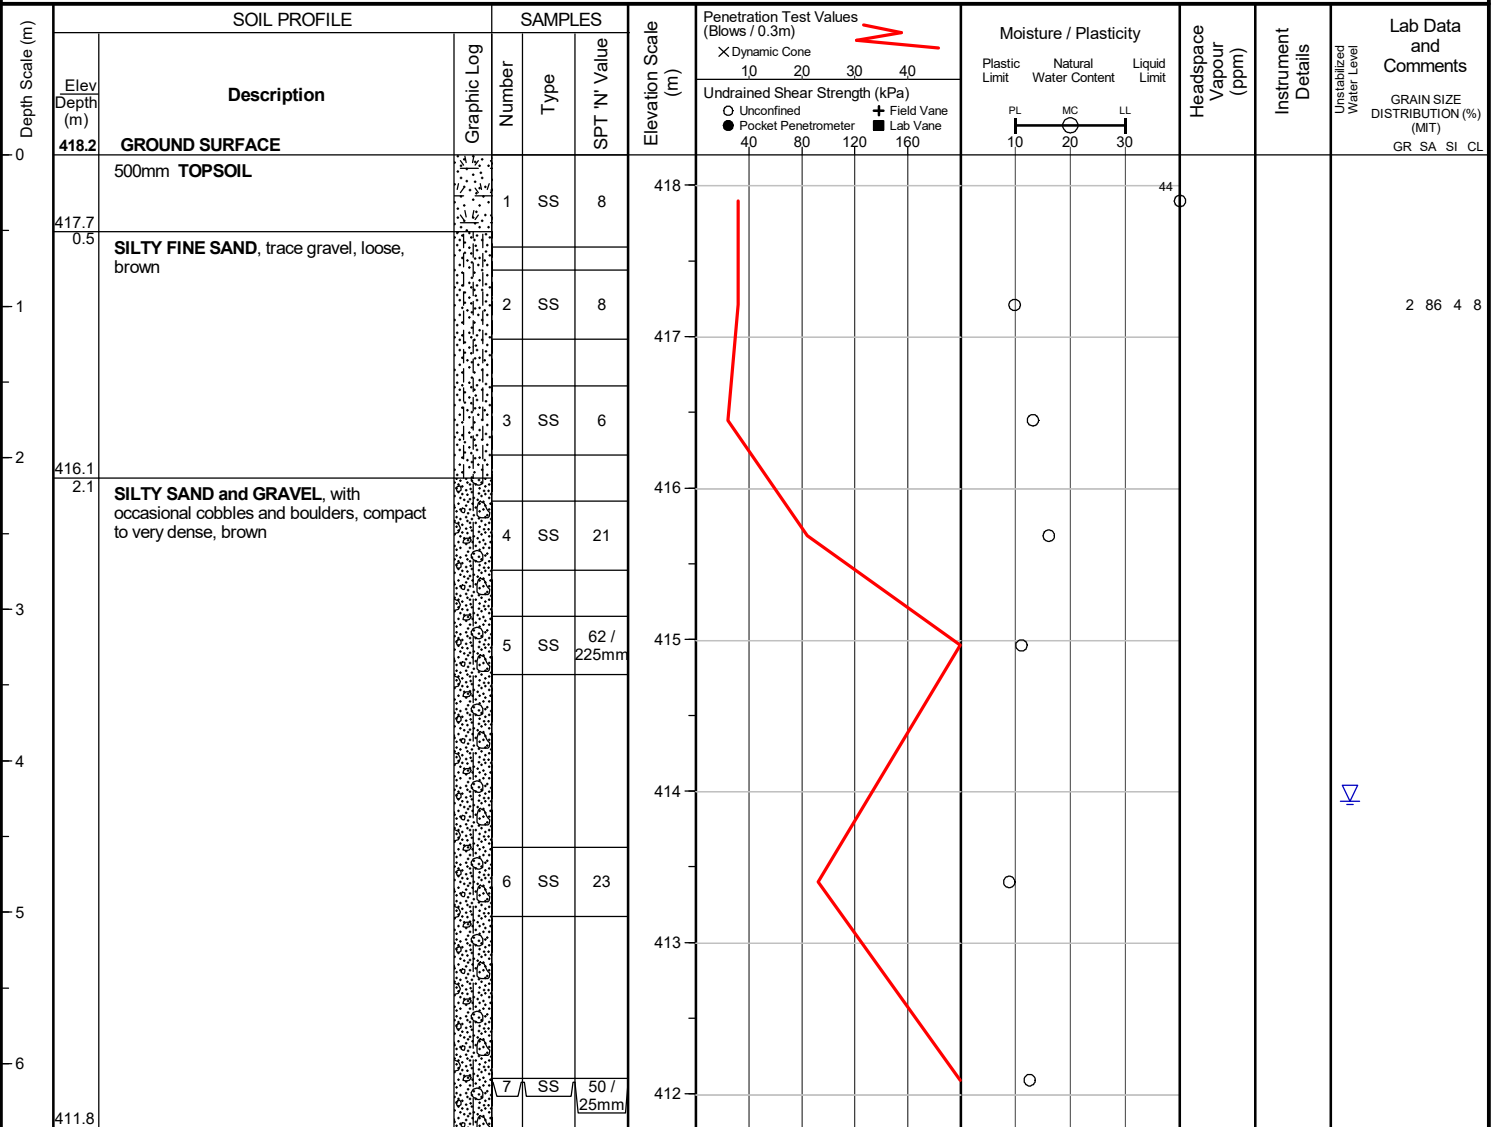 Depth Scale (m)
SOIL PROFILE
Elev
Depth
(m)
Description
Graphic Log
418.2 GROUND SURFACE
SAMPLES
Number
Type
SPT 'N' Value
Elevation Scale
(m)
Penetration Test Values
(Blows / 0.3m)
Dynamic Cone
10 20 30 40
Undrained Shear Strength (kPa)
Unconfined Field Vane
Pocket Penetrometer Lab Vane
40 80 120 160
Moisture / Plasticity
Plastic Natural Liquid
Limit Water Content Limit
PL MC LL
10 20 30
Headspace
Vapour
(ppm)
Instrument
Details
Unstabilized
Water Level
Lab Data
and
Comments
GRAIN SIZE
DISTRIBUTION (%)
(MIT)
GR SA SI CL
0
500mm TOPSOIL
418
44
1 SS 8
417.7
0.5
SILTY FINE SAND, trace gravel, loose,
brown
1
2 SS 8
2 86 4 8
417
3 SS 6
2
416.1
2.1
SILTY SAND and GRAVEL, with
occasional cobbles and boulders, compact
to very dense, brown
416
4 SS 21
3
5 SS 62 /
225mm
415
4
414
6 SS 23
5
413
6
7 SS 50 /
25mm
412
411.8